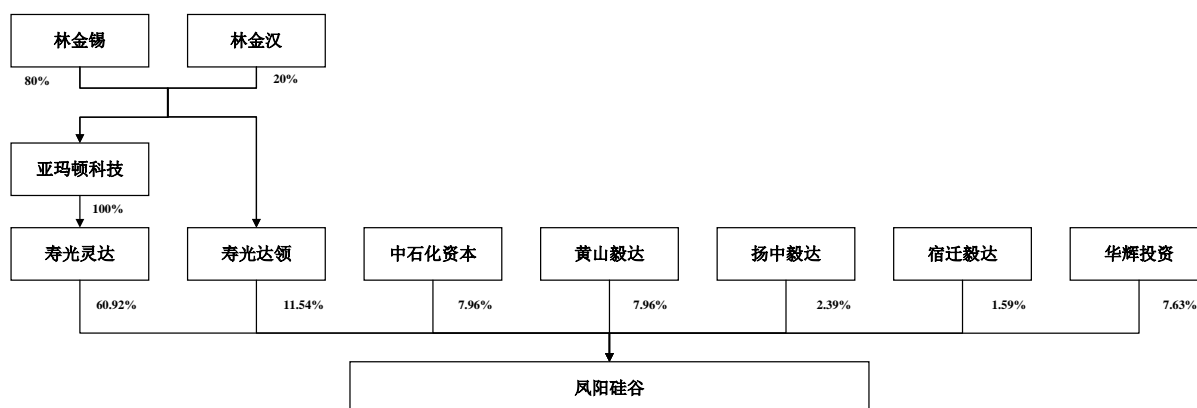 林金锡
林金汉
80%
20%
亚玛顿科技
100%
寿光灵达
寿光达领
中石化资本
黄山毅达
扬中毅达
宿迁毅达
华辉投资
60.92%
11.54%
7.96%
7.96%
2.39%
1.59%
7.63%
凤阳硅谷